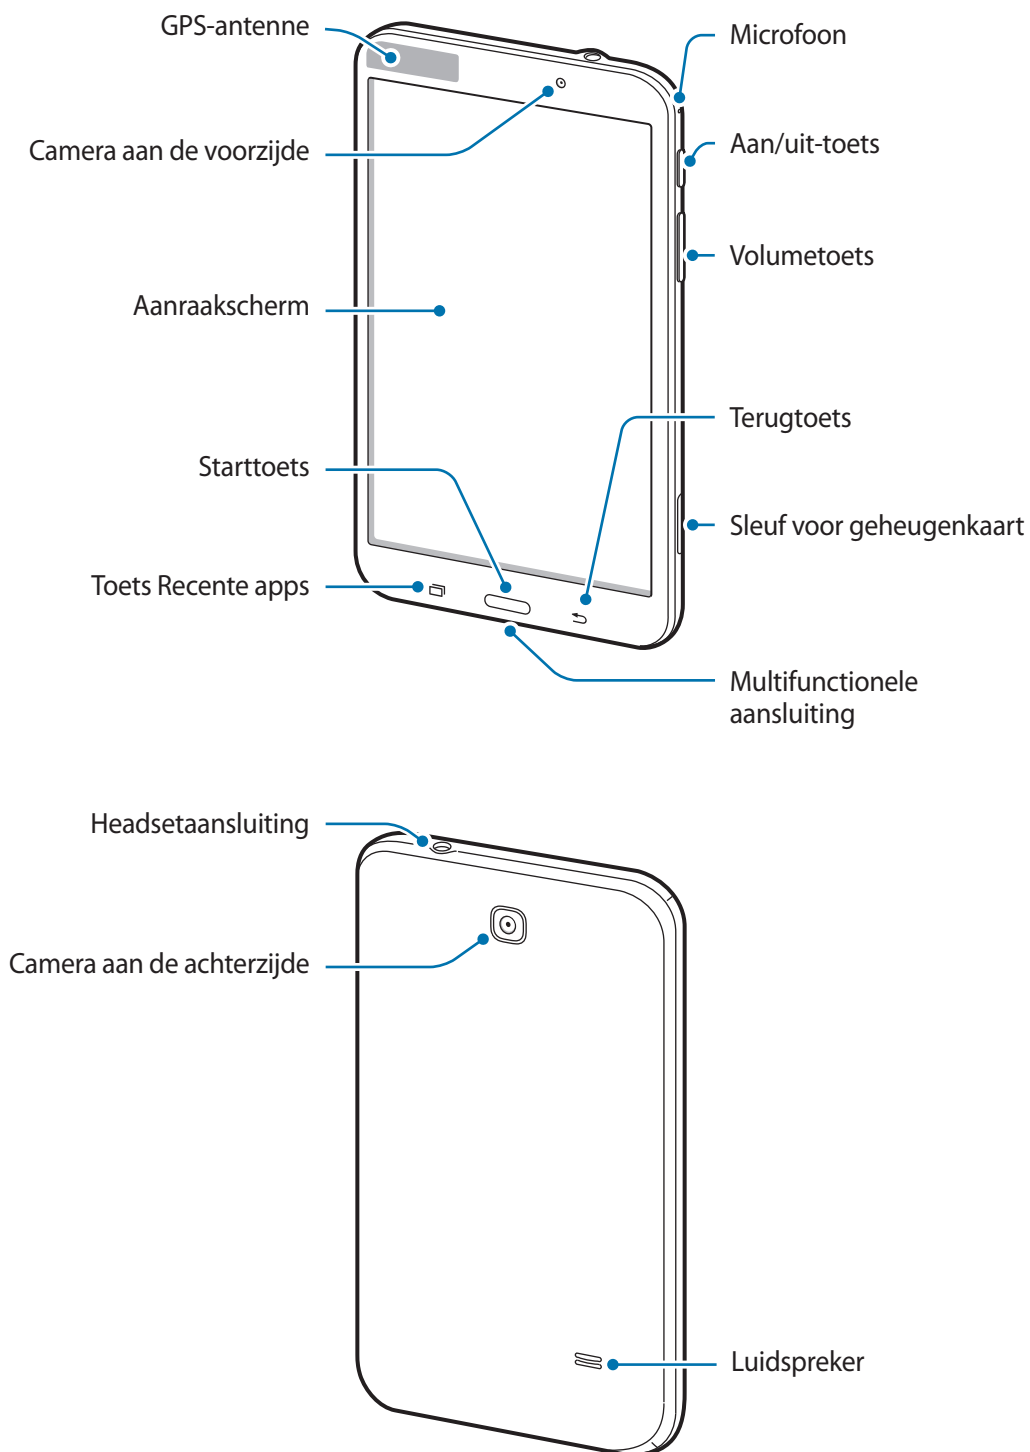 GPS-antenne
Microfoon
Camera aan de voorzijde
Aan/uit-toets
Volumetoets
Aanraakscherm
Terugtoets
Starttoets
Sleuf voor geheugenkaart
Toets Recente apps
Multifunctionele
aansluiting
Headsetaansluiting
Camera aan de achterzijde
Luidspreker